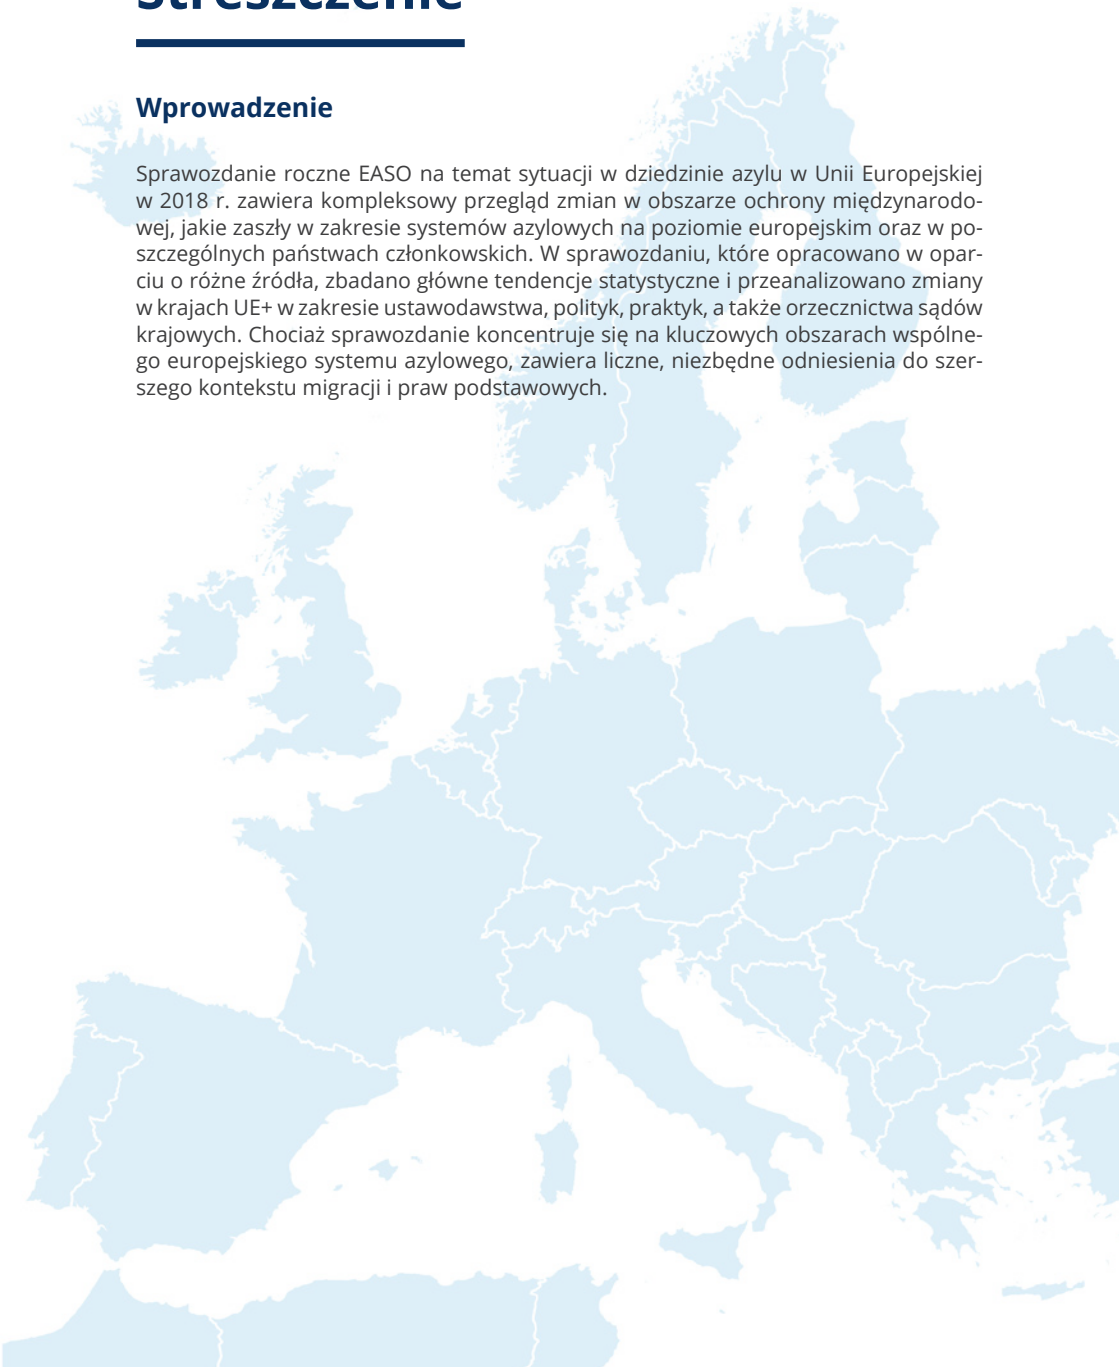 Streszczenie
Wprowadzenie
Sprawozdanie roczne EASO na temat sytuacji w dziedzinie azylu w Unii Europejskiej
w 2018 r. zawiera kompleksowy przegląd zmian w obszarze ochrony międzynarodo-
wej, jakie zaszły w zakresie systemów azylowych na poziomie europejskim oraz w po-
szczególnych państwach członkowskich. W sprawozdaniu, które opracowano w opar-
ciu o różne źródła, zbadano główne tendencje statystyczne i przeanalizowano zmiany
w krajach UE+ w zakresie ustawodawstwa, polityk, praktyk, a także orzecznictwa sądów
krajowych. Chociaż sprawozdanie koncentruje się na kluczowych obszarach wspólne-
go europejskiego systemu azylowego, zawiera liczne, niezbędne odniesienia do szer-
szego kontekstu migracji i praw podstawowych.